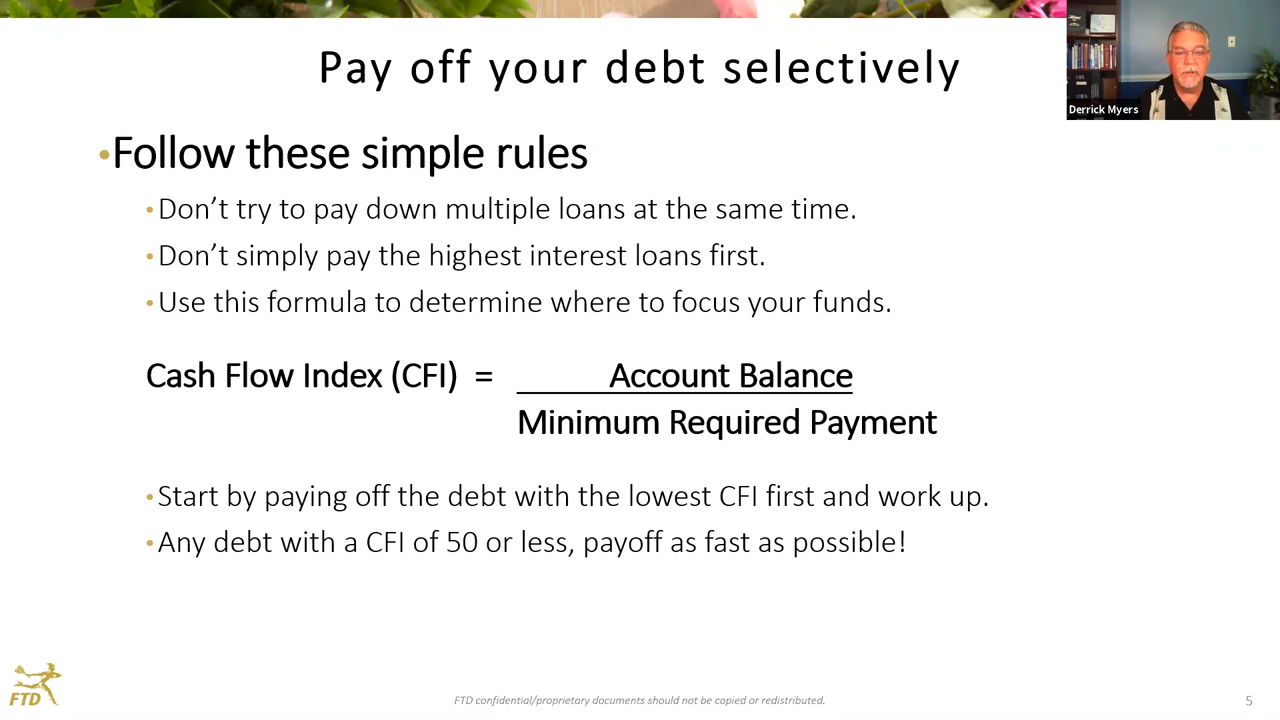 Pay off your debt selectively
Derrick Myers
•Follow these simple rules
•Don’t try to pay down multiple loans at the same time.
•Don’t simply pay the highest interest loans first.
•Use this formula to determine where to focus your funds.
Cash Flow Index (CFI) = Account Balance
Minimum Required Payment
•Start by paying off the debt with the lowest CFI first and work up.
•Any debt with a CFI of 50 or less, payoff as fast as possible!
FTD
FTD confidential/proprietary documents should not be copied or redistributed.
5